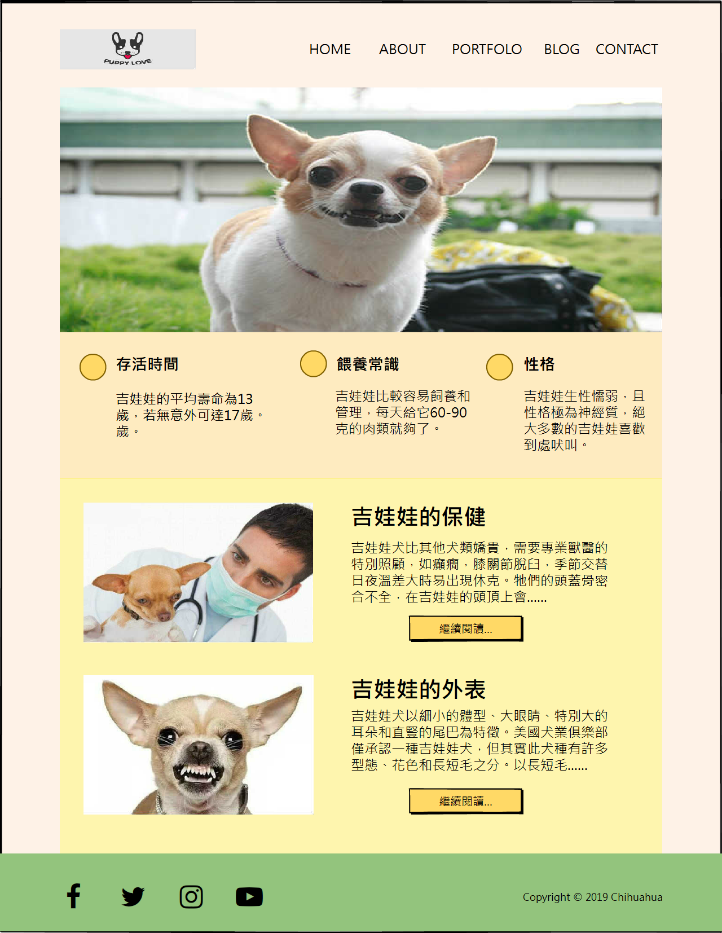 PUPPY LOVE
HOME ABOUT PORTFOLO BLOG CONTACT
存活時間
吉娃娃的平均壽命為13
歲，若無意外可達17歲。
歲。
餵養常識
吉娃娃比較容易飼養和
管理，每天給它60-90
克的肉類就夠了。
性格
吉娃娃生性懦弱，且
性格極為神經質，絕
大多數的吉娃娃喜歡
到處吠叫。
吉娃娃的保健
吉娃娃犬比其他犬類嬌貴，需要專業獸醫的
特別照顧，如癲癇，膝關節脫臼，季節交替
日夜溫差大時易出現休克。牠們的頭蓋骨密
合不全，在吉娃娃的頭頂上會......
繼續閱讀...
吉娃娃的外表
吉娃娃犬以細小的體型、大眼睛、特別大的
耳朵和直豎的尾巴為特徵。美國犬業俱樂部
僅承認一種吉娃娃犬，但其實此犬種有許多
型態、花色和長短毛之分。以長短毛......
繼續閱讀...
Copyright © 2019 Chihuahua